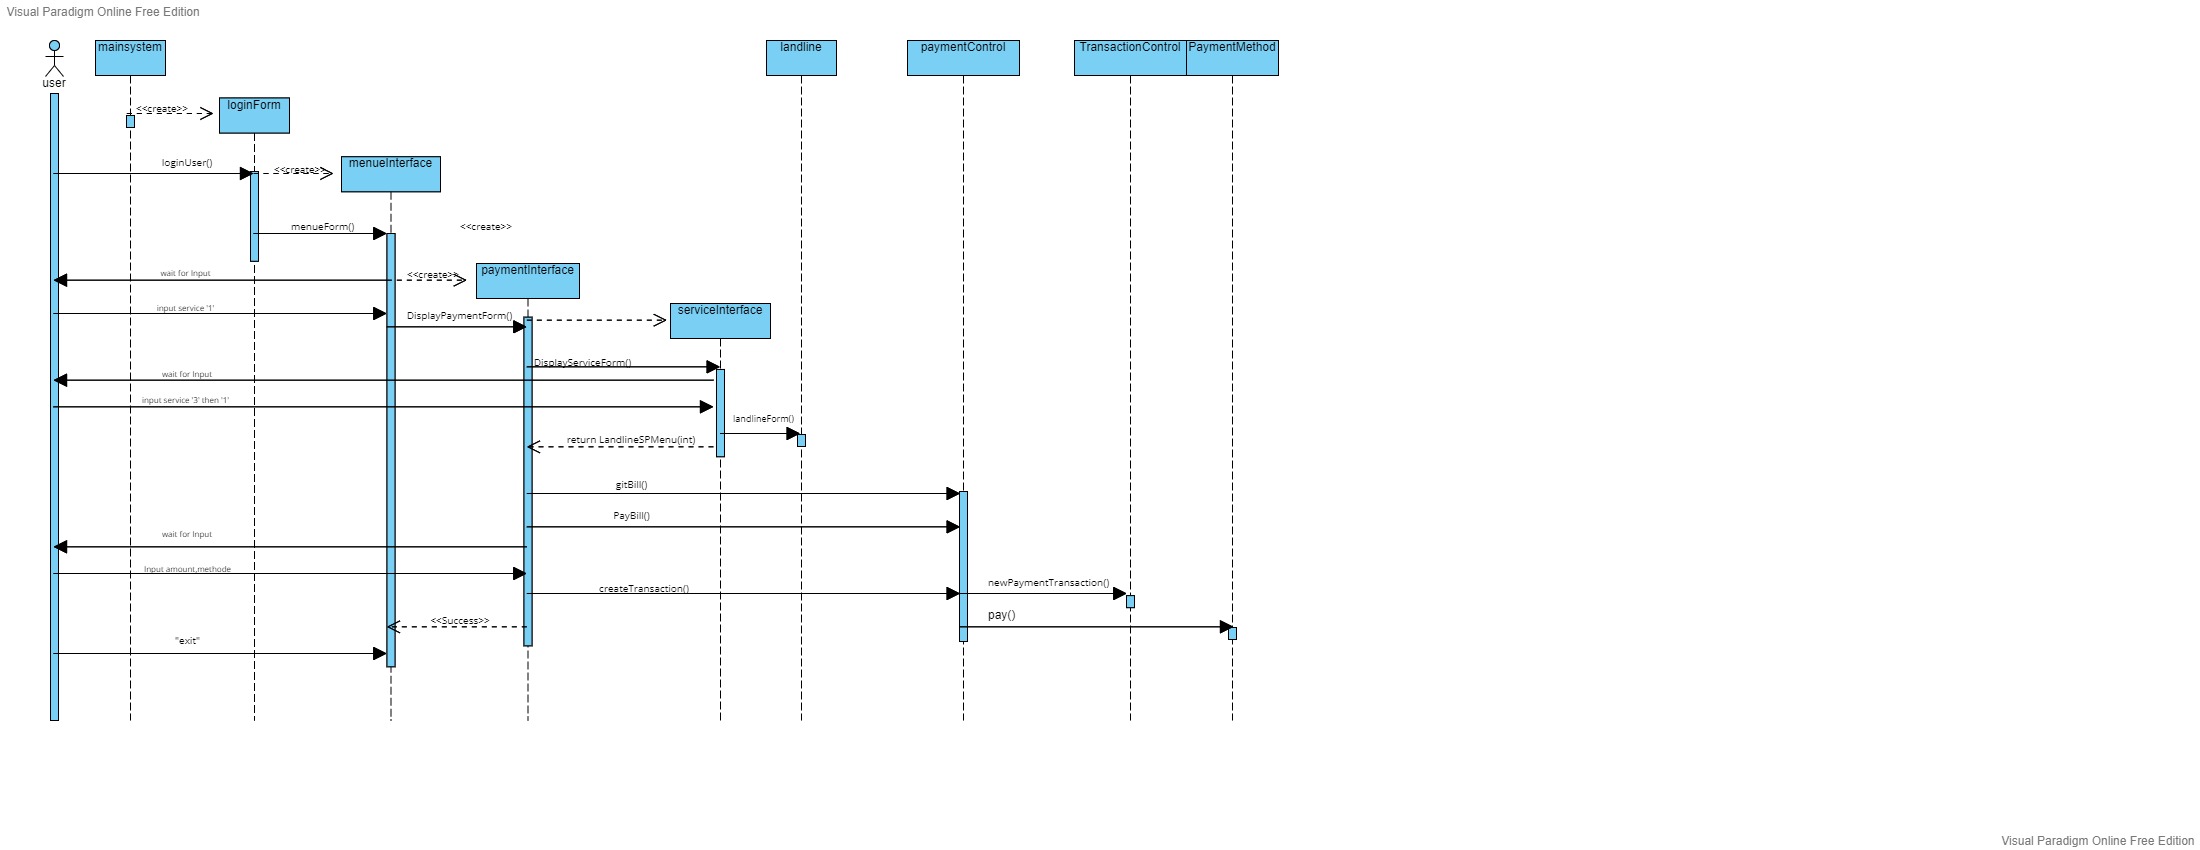 Visual Paradigm Online Free Edition
user
mainsystem
landline
paymentControl
TransactionControl
PaymentMethod
<<create>>
loginForm
loginUser()
<<create>>
menueInterface
menueForm()
<<create>>
wait for Input
<<create>>
paymentInterface
input service '1'
DisplayPaymentForm()
serviceInterface
DisplayServiceForm()
wait for Input
input service '3' then '1'
landlineForm()
return LandlineSPMenu(int)
gitBill()
PayBill()
wait for Input
Input amount,methode
createTransaction()
newPaymentTransaction()
<<Success>>
pay()
"exit"
Visual Paradigm Online Free Edition